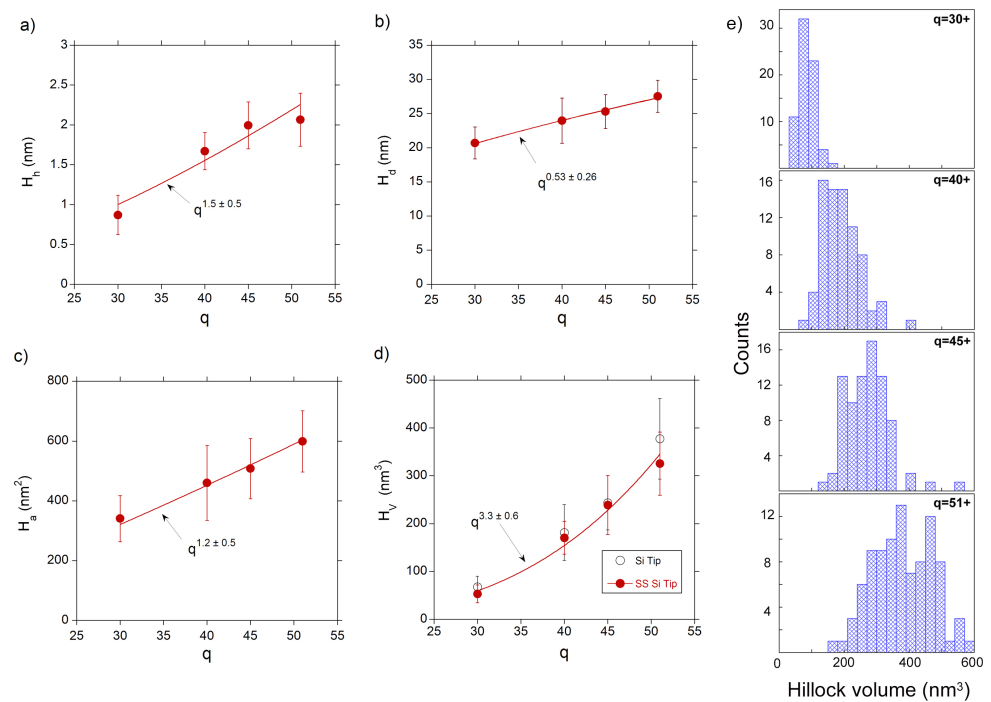 a)
3
2.5
2
1.5
1
0.5
0
H_h (nm)
q^1.5 ± 0.5
25 30 35 40 45 50 55
q
b)
35
30
25
20
15
10
5
0
H_d (nm)
q^0.53 ± 0.26
25 30 35 40 45 50 55
q
c)
800
600
400
200
0
H_a (nm²)
q^1.2 ± 0.5
25 30 35 40 45 50 55
q
d)
500
400
300
200
100
0
H_V (nm³)
q^3.3 ± 0.6
Si Tip
SS Si Tip
25 30 35 40 45 50 55
q
e)
q=30+
30
20
10
q=40+
16
12
8
4
q=45+
16
12
8
4
q=51+
12
8
4
Counts
0 200 400 600
Hillock volume (nm³)